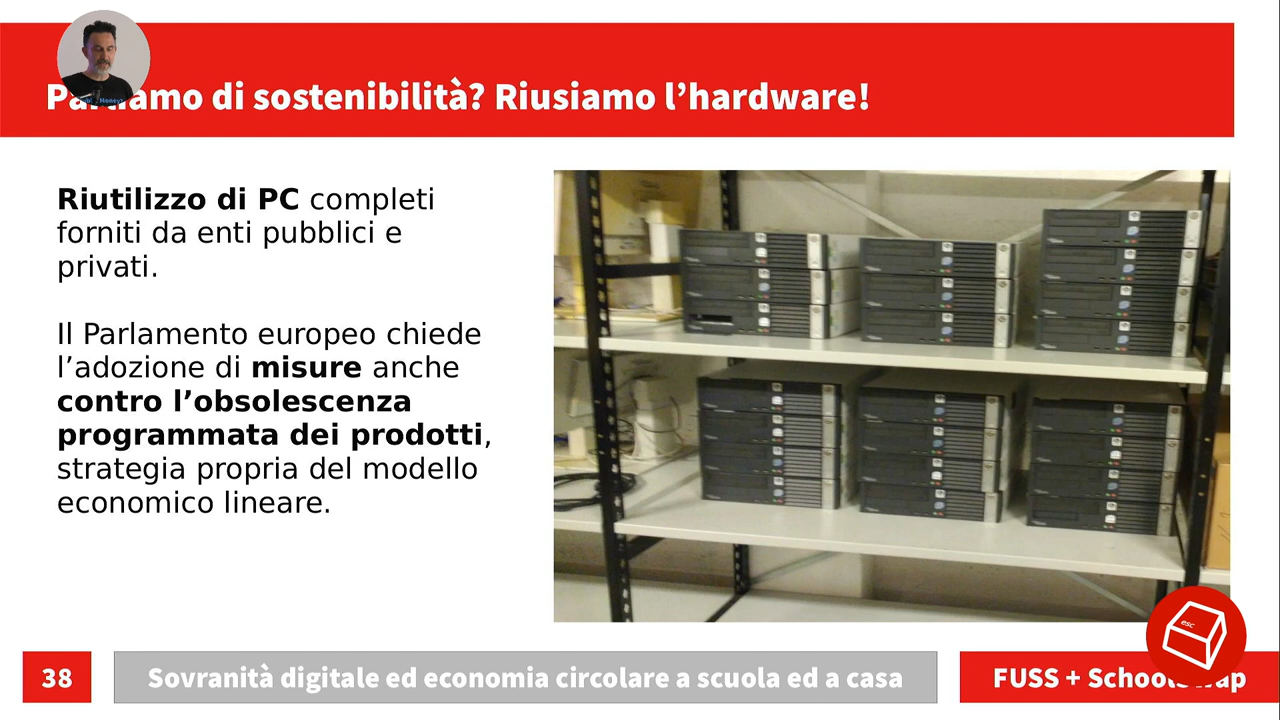 Parliamo di sostenibilità? Riusiamo l’hardware!
Riutilizzo di PC completi
forniti da enti pubblici e
privati.
Il Parlamento europeo chiede
l’adozione di misure anche
contro l’obsolescenza
programmata dei prodotti,
strategia propria del modello
economico lineare.
esc
38
Sovranità digitale ed economia circolare a scuola ed a casa
FUSS + SchoolSwap